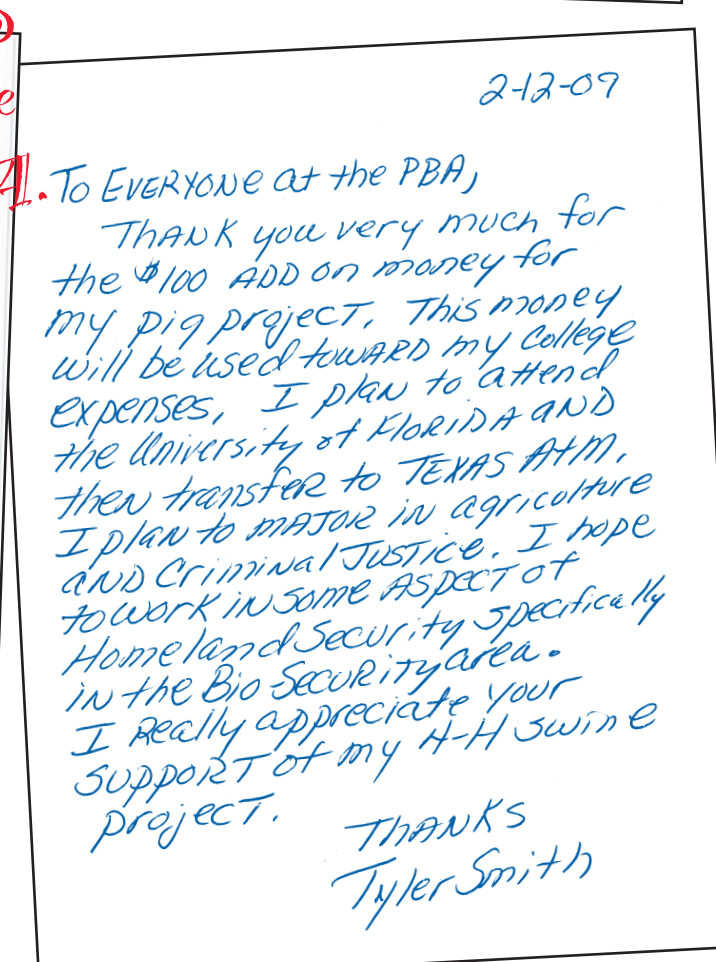 2-12-09
To EVERYONE at the PBA,
THANK you very much for
the $100 ADD on money for
my pig project. This money
will be used toward my College
expenses. I plan to attend
the University of Florida and
then transfer to TEXAS A+M.
I plan to MAJOR in agriculture
and Criminal JUSTICE. I hope
to work in some ASPECT of
Homeland Security specifically
in the Bio Security area.
I Really appreciate your
SUPPORT of my 4-H swine
project.
THANKS
Tyler Smith